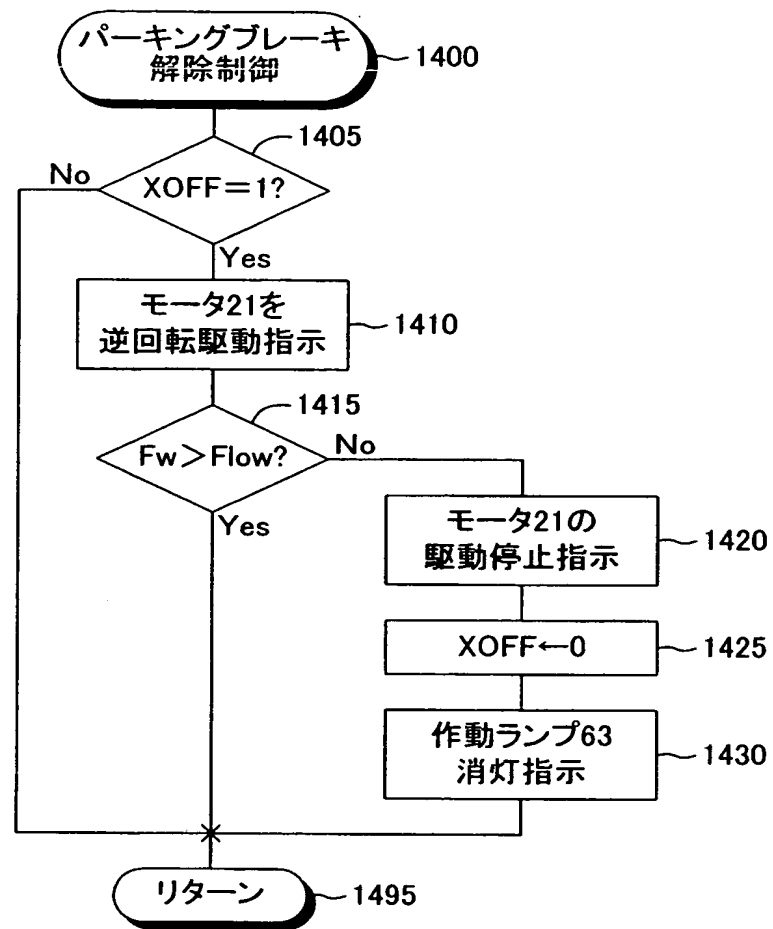 パーキングブレーキ
解除制御
1400
1405
No
XOFF=1?
Yes
モータ21を
逆回転駆動指示
1410
1415
Fw>Flow?
No
Yes
モータ21の
駆動停止指示
1420
XOFF←0
1425
作動ランプ63
消灯指示
1430
リターン
1495